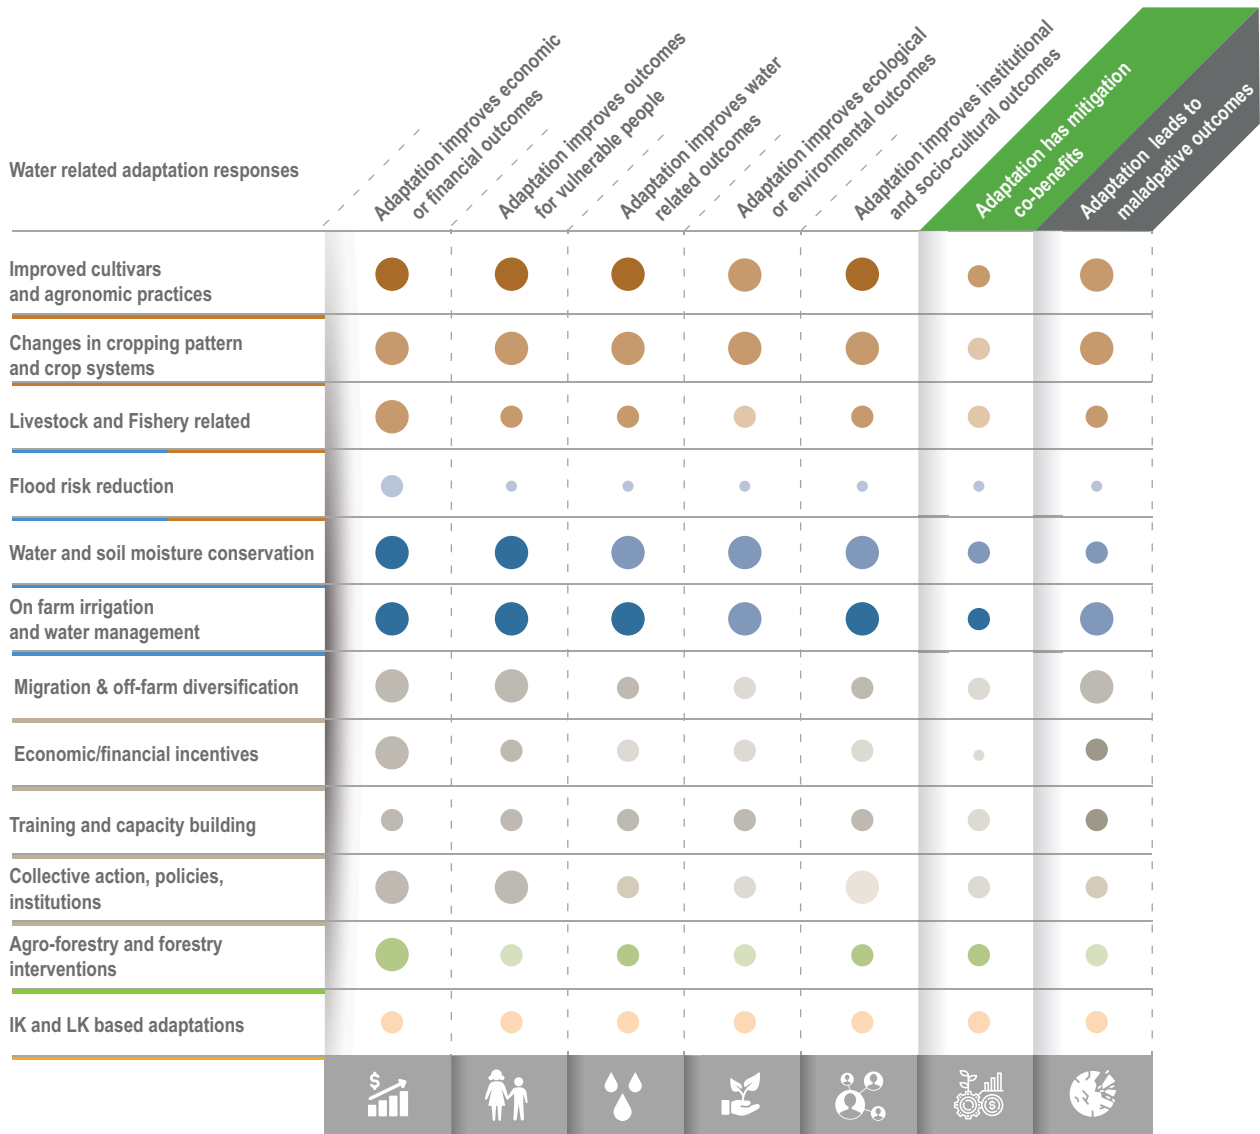 Adaptation improves economic
or financial outcomes
Adaptation improves outcomes
for vulnerable people
Adaptation improves water
related outcomes
Adaptation improves ecological
or environmental outcomes
Adaptation improves institutional
and socio-cultural outcomes
Adaptation has mitigation
co-benefits
Adaptation leads to
maladpative outcomes
Water related adaptation responses
Improved cultivars
and agronomic practices
Changes in cropping pattern
and crop systems
Livestock and Fishery related
Flood risk reduction
Water and soil moisture conservation
On farm irrigation
and water management
Migration & off-farm diversification
Economic/financial incentives
Training and capacity building
Collective action, policies,
institutions
Agro-forestry and forestry
interventions
IK and LK based adaptations
$
$